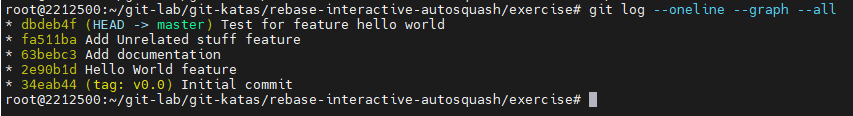 root@2212500:~/git-lab/git-katas/rebase-interactive-autosquash/exercise# git log --oneline --graph --all
* dbdeb4f (HEAD -> master) Test for feature hello world
* fa511ba Add Unrelated stuff feature
* 63bebc3 Add documentation
* 2e90b1d Hello World feature
* 34eab44 (tag: v0.0) Initial commit
root@2212500:~/git-lab/git-katas/rebase-interactive-autosquash/exercise#